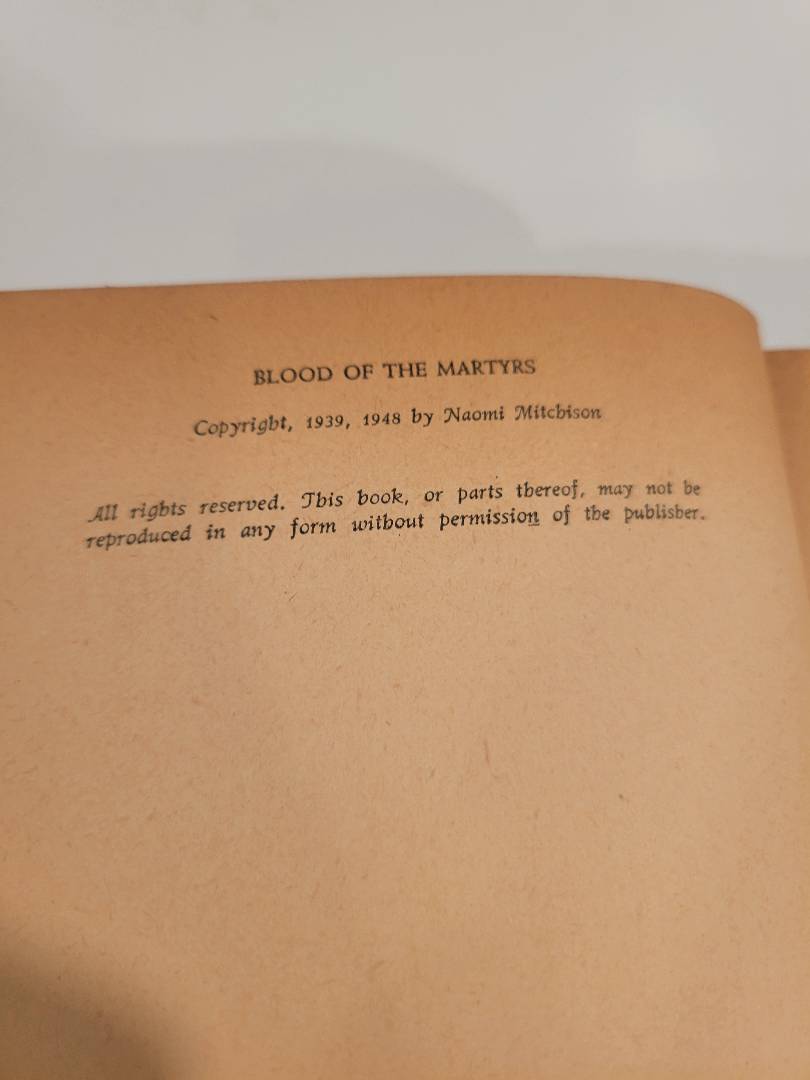 BLOOD OF THE MARTYRS
Copyright, 1939, 1948 by Naomi Mitchison
All rights reserved. This book, or parts thereof, may not be
reproduced in any form without permission of the publisher.